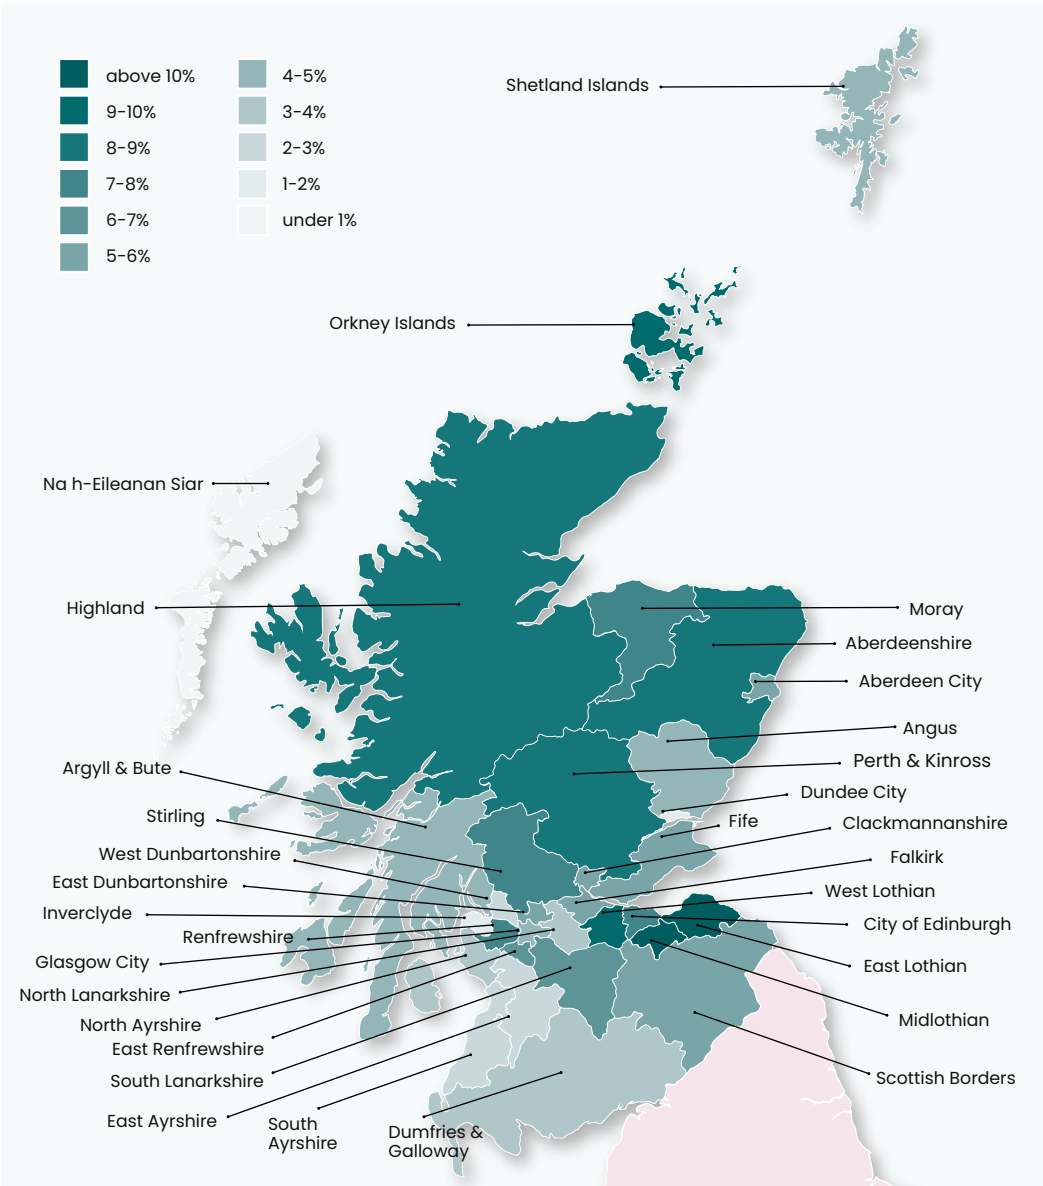 above 10%
9-10%
8-9%
7-8%
6-7%
5-6%
4-5%
3-4%
2-3%
1-2%
under 1%
Shetland Islands
Orkney Islands
Na h-Eileanan Siar
Highland
Moray
Aberdeenshire
Aberdeen City
Angus
Perth & Kinross
Argyll & Bute
Dundee City
Stirling
Fife
Clackmannanshire
West Dunbartonshire
Falkirk
East Dunbartonshire
West Lothian
Inverclyde
City of Edinburgh
Renfrewshire
Glasgow City
East Lothian
North Lanarkshire
Midlothian
North Ayrshire
East Renfrewshire
South Lanarkshire
Scottish Borders
East Ayrshire
South
Ayrshire
Dumfries &
Galloway